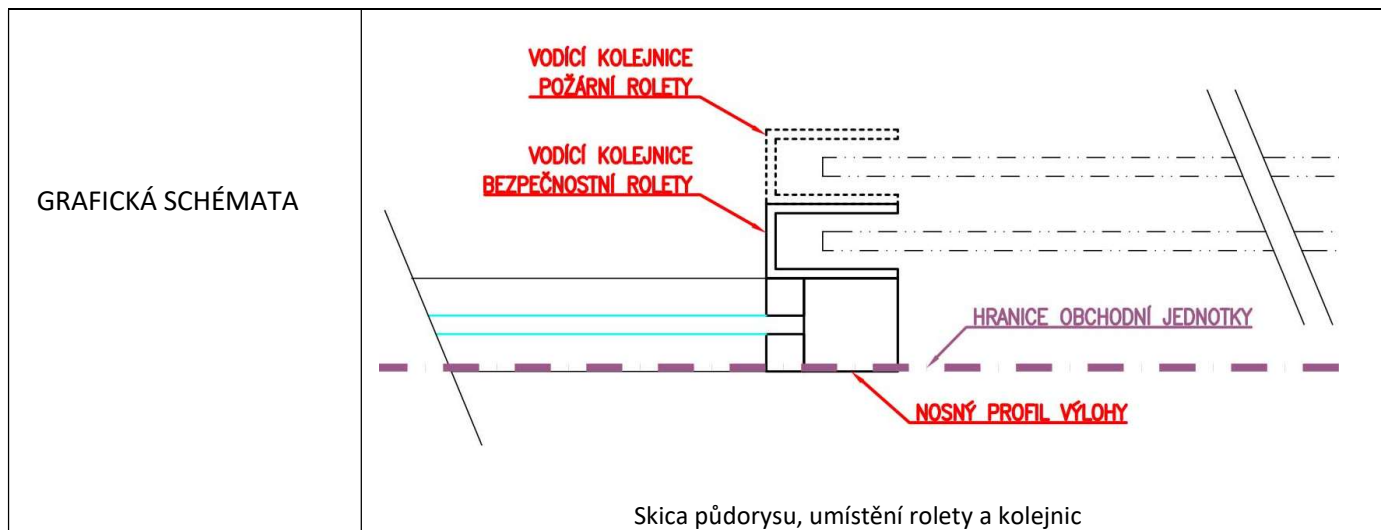 GRAFICKÁ SCHÉMATA
VODÍCÍ KOLEJNICE
POŽÁRNÍ ROLETY
VODÍCÍ KOLEJNICE
BEZPEČNOSTNÍ ROLETY
HRANICE OBCHODNÍ JEDNOTKY
NOSNÝ PROFIL VÝLOHY
Skica půdorysu, umístění rolety a kolejnic